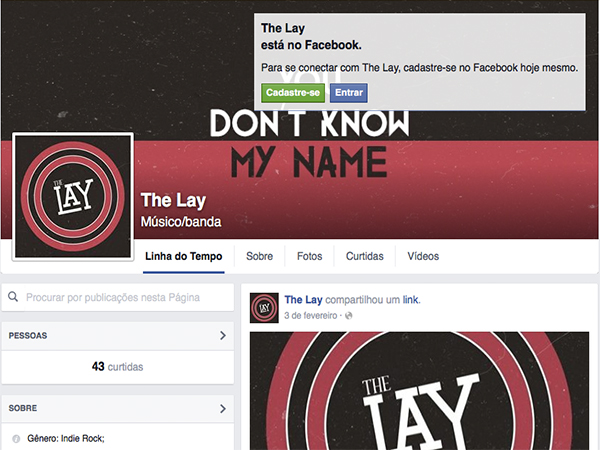 The Lay
está no Facebook.
Para se conectar com The Lay, cadastre-se no Facebook hoje mesmo.
Cadastre-se Entrar
YOU
DON'T KNOW
MY NAME
THE
LAY
The Lay
Músico/banda
Linha do Tempo Sobre Fotos Curtidas Vídeos
Procurar por publicações nesta Página
PESSOAS
43 curtidas
SOBRE
Gênero: Indie Rock;
THE
LAY
The Lay compartilhou um link.
3 de fevereiro ·
THE
LAY